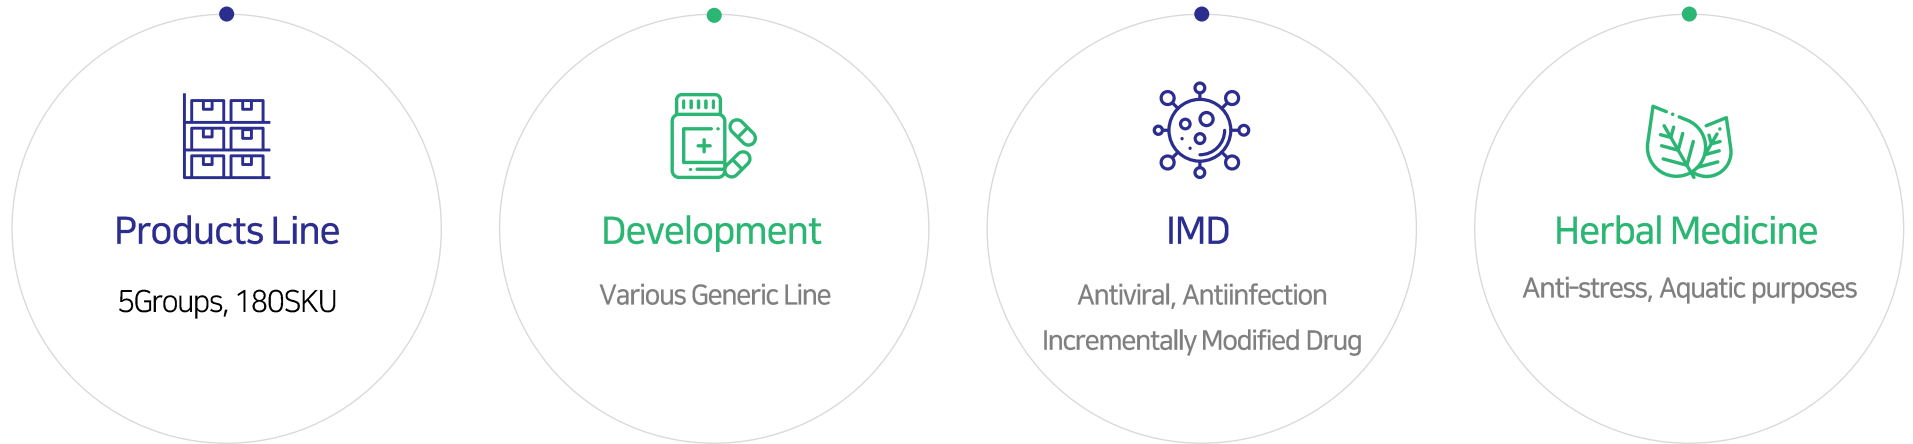 Products Line
5Groups, 180SKU
Development
Various Generic Line
IMD
Antiviral, Antiinfection
Incrementally Modified Drug
Herbal Medicine
Anti-stress, Aquatic purposes